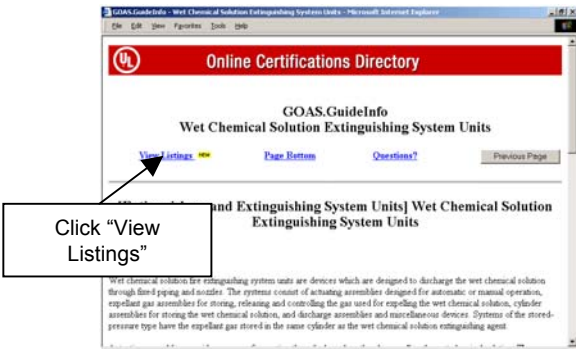 GOAS.GuideInfo - Wet Chemical Solution Extinguishing System Units - Microsoft Internet Explorer
File Edit View Favorites Tools Help
UL
Online Certifications Directory
GOAS.GuideInfo
Wet Chemical Solution Extinguishing System Units
View Listings NEW Page Bottom Questions? Previous Page
and Extinguishing System Units] Wet Chemical Solution
Extinguishing System Units
Click “View
Listings”
Wet chemical solution fire extinguishing system units are devices which are designed to discharge the wet chemical solution
through fixed piping and nozzles. The systems consist of actuating assemblies designed for automatic or manual operation,
expellant gas assemblies for storing, releasing and controlling the gas used for expelling the wet chemical solution, cylinder
assemblies for storing the wet chemical solution, and discharge assemblies and miscellaneous devices. Systems of the stored-
pressure type have the expellant gas stored in the same cylinder as the wet chemical solution extinguishing agent.